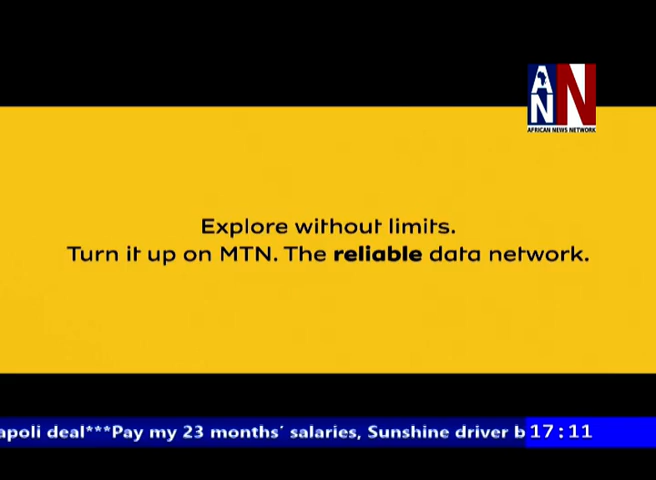 ANN
AFRICAN NEWS NETWORK
Explore without limits.
Turn it up on MTN. The reliable data network.
apoli deal***Pay my 23 months´ salaries, Sunshine driver b
17:11